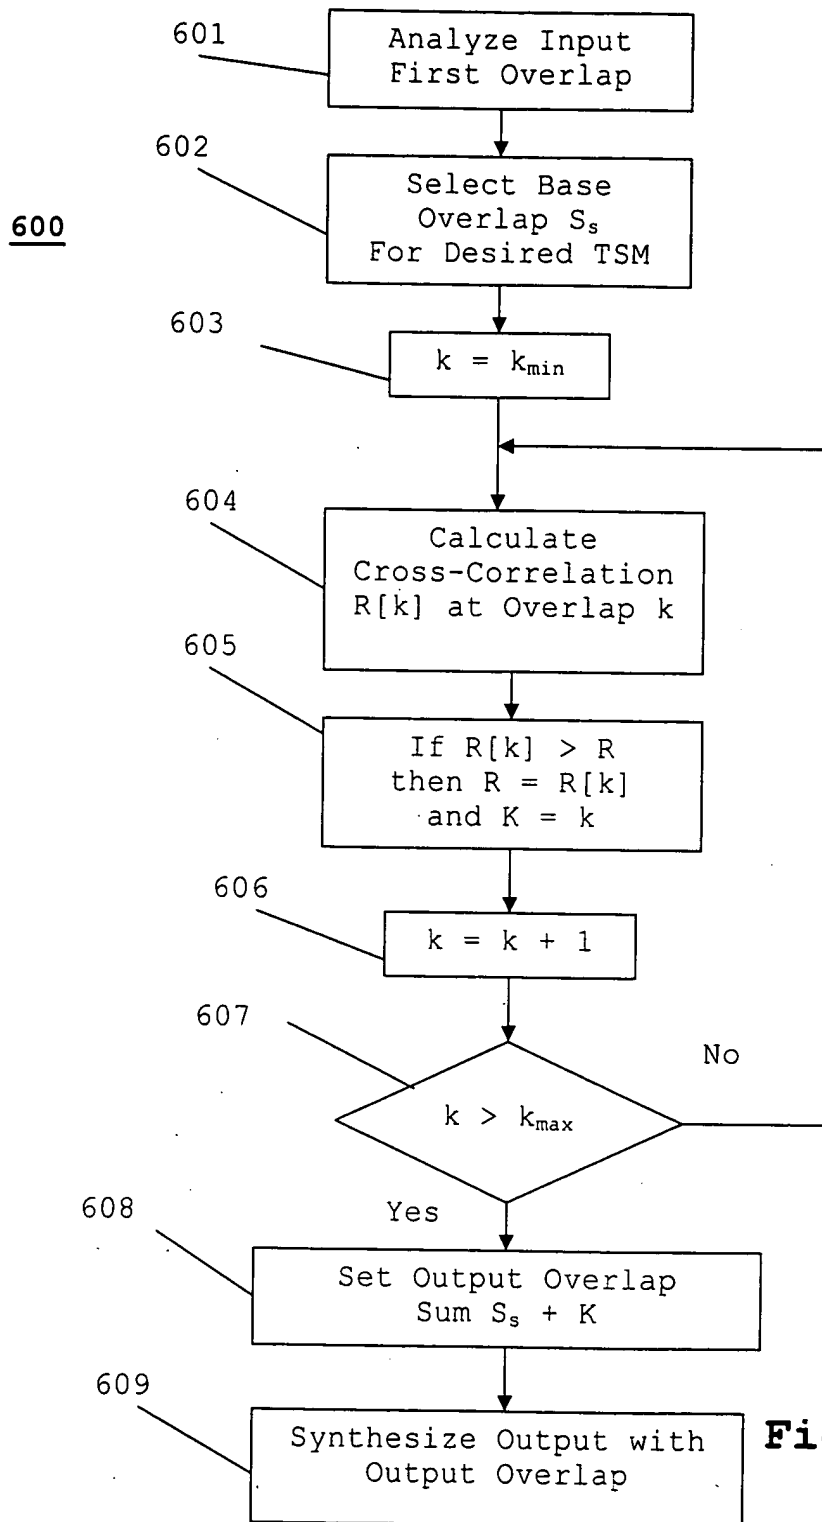 601
Analyze Input
First Overlap
602
600
Select Base
Overlap Sₛ
For Desired TSM
603
k = kₘᵢₙ
604
Calculate
Cross-Correlation
R[k] at Overlap k
605
If R[k] > R
then R = R[k]
and K = k
606
k = k + 1
607
No
k > kₘₐₓ
Yes
608
Set Output Overlap
Sum Sₛ + K
609
Synthesize Output with
Output Overlap